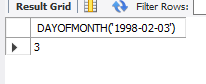 Result Grid Filter Rows:
DAYOFMONTH('1998-02-03')
3